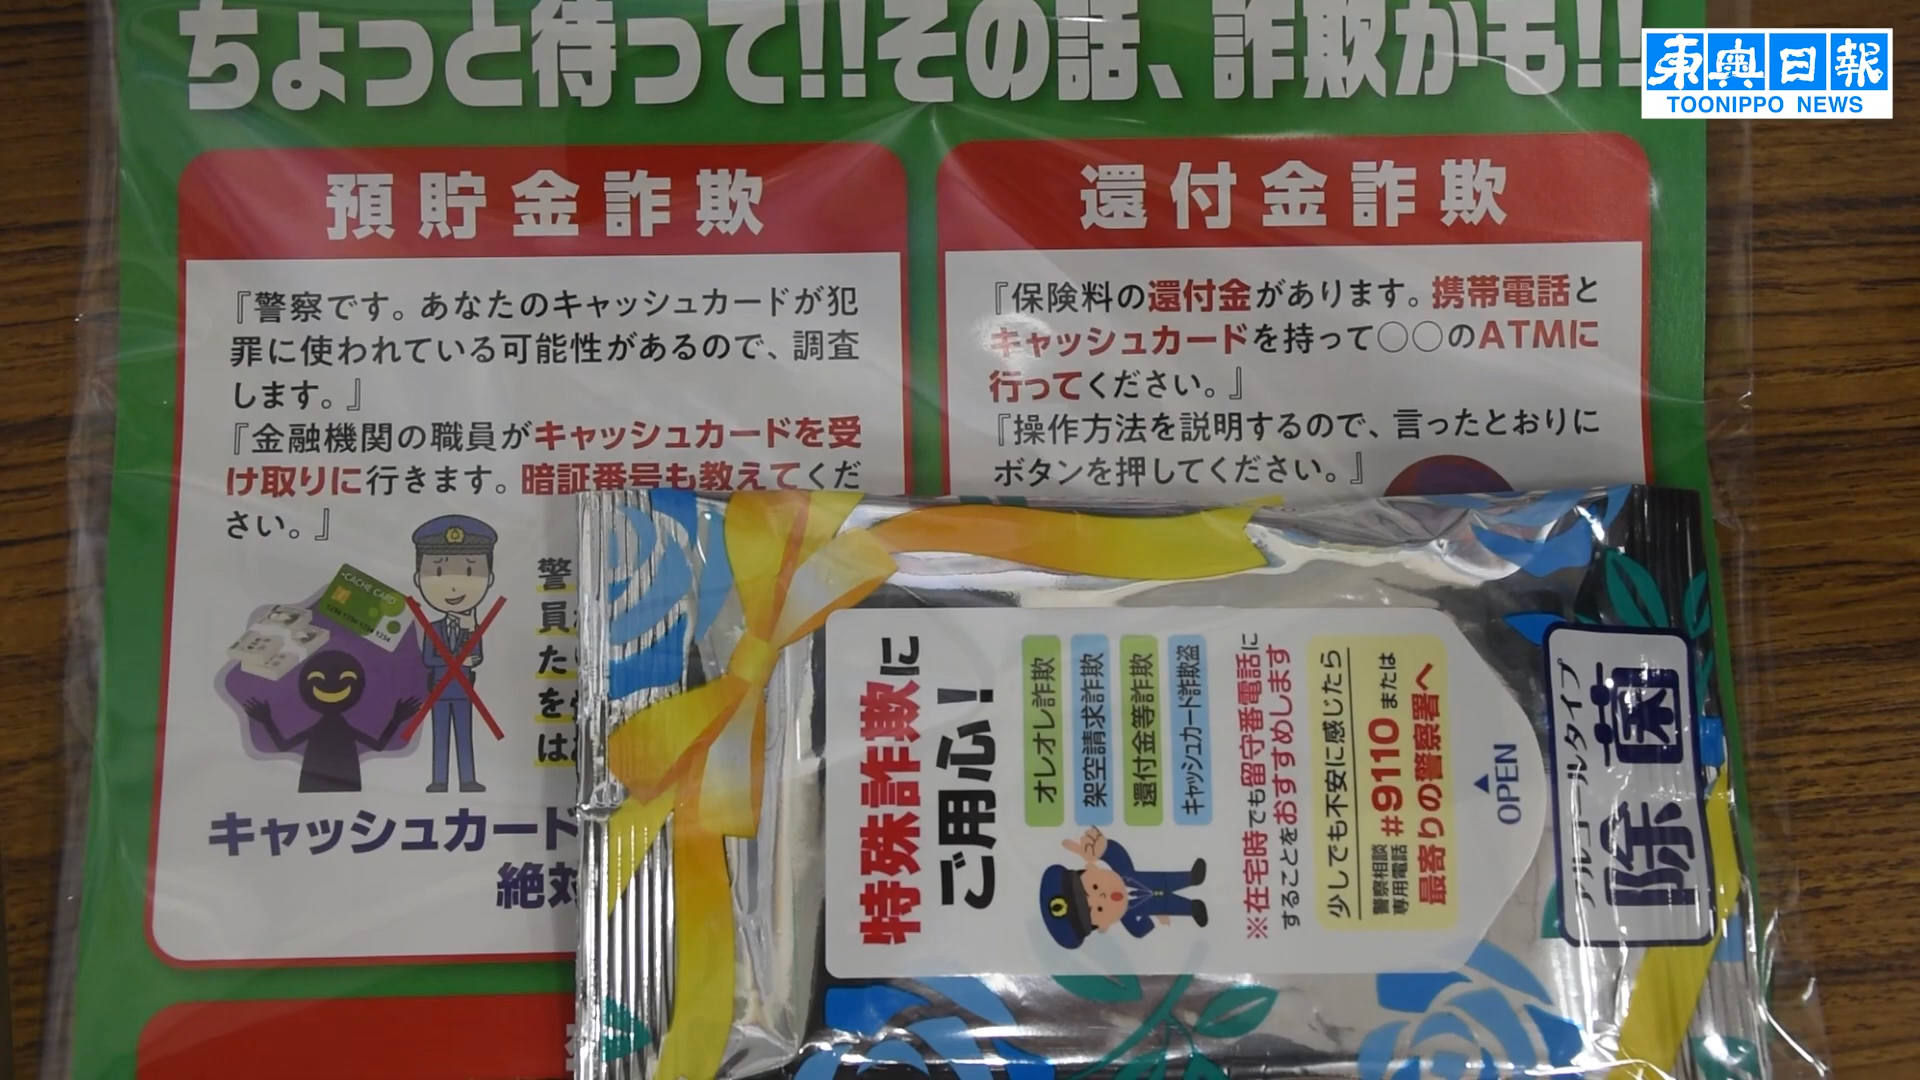 ちょっと待って!!その話、詐欺かも!!
東奥日報
TOONIPPO NEWS
預貯金詐欺
『警察です。あなたのキャッシュカードが犯
罪に使われている可能性があるので、調査
します。』
『金融機関の職員がキャッシュカードを受
け取りに行きます。暗証番号も教えてくだ
さい。』
CACHE CARD
1234 1234 1234 1234
警
員
た
を
は
キャッシュカード
絶対
還付金詐欺
『保険料の還付金があります。携帯電話と
キャッシュカードを持って○○のATMに
行ってください。』
『操作方法を説明するので、言ったとおりに
ボタンを押してください。』
特殊詐欺に
ご用心!
オレオレ詐欺
架空請求詐欺
還付金等詐欺
キャッシュカード詐欺盗
※在宅時でも留守番電話に
することをおすすめします
少しでも不安に感じたら
警察相談
専用電話 #9110 または
最寄りの警察署へ
OPEN
アルコールタイプ
除菌